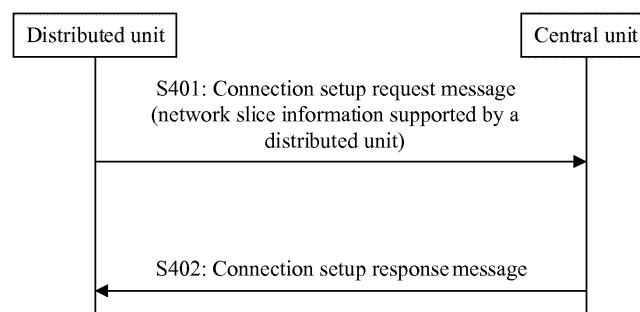 Distributed unit
Central unit
S401: Connection setup request message
(network slice information supported by a
distributed unit)
S402: Connection setup response message